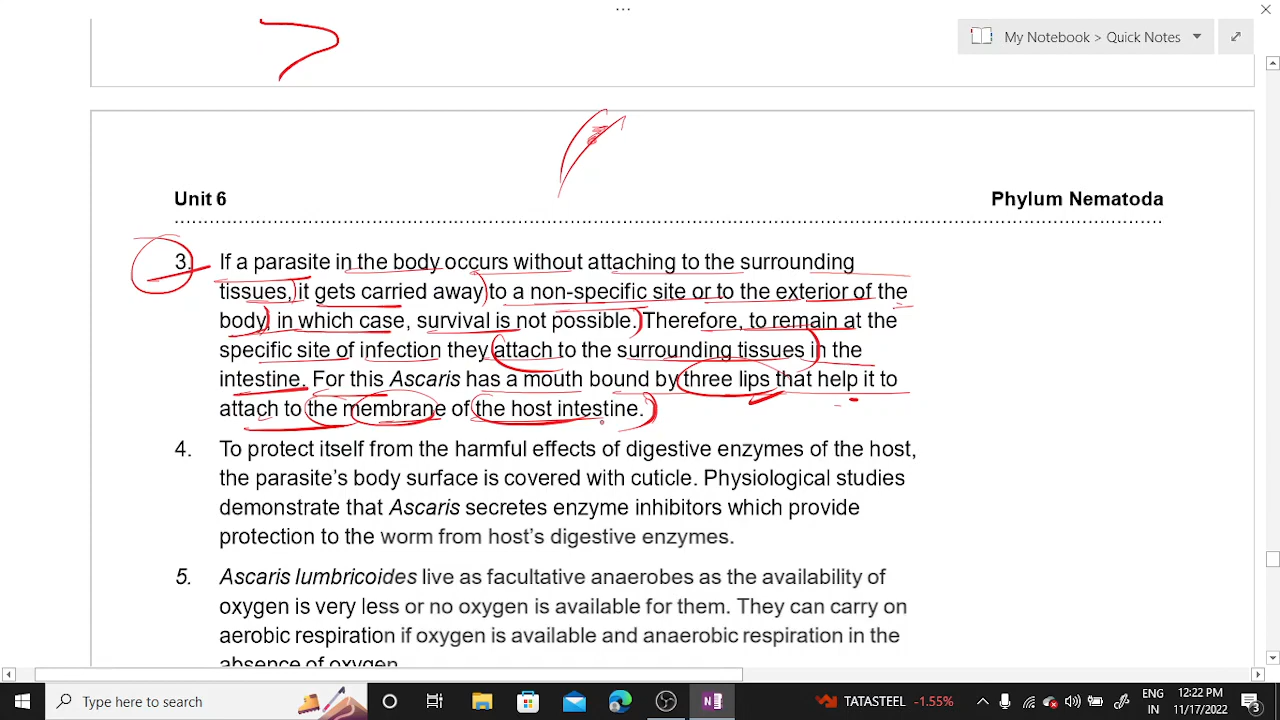 ...
My Notebook > Quick Notes
Unit 6 Phylum Nematoda
3. If a parasite in the body occurs without attaching to the surrounding
tissues, it gets carried away to a non-specific site or to the exterior of the
body, in which case, survival is not possible. Therefore, to remain at the
specific site of infection they attach to the surrounding tissues in the
intestine. For this Ascaris has a mouth bound by three lips that help it to
attach to the membrane of the host intestine.
4. To protect itself from the harmful effects of digestive enzymes of the host,
the parasite's body surface is covered with cuticle. Physiological studies
demonstrate that Ascaris secretes enzyme inhibitors which provide
protection to the worm from host's digestive enzymes.
5. Ascaris lumbricoides live as facultative anaerobes as the availability of
oxygen is very less or no oxygen is available for them. They can carry on
aerobic respiration if oxygen is available and anaerobic respiration in the
absence of oxygen
Type here to search
TATASTEEL -1.55%
ENG
IN
12:22 PM
11/17/2022
3